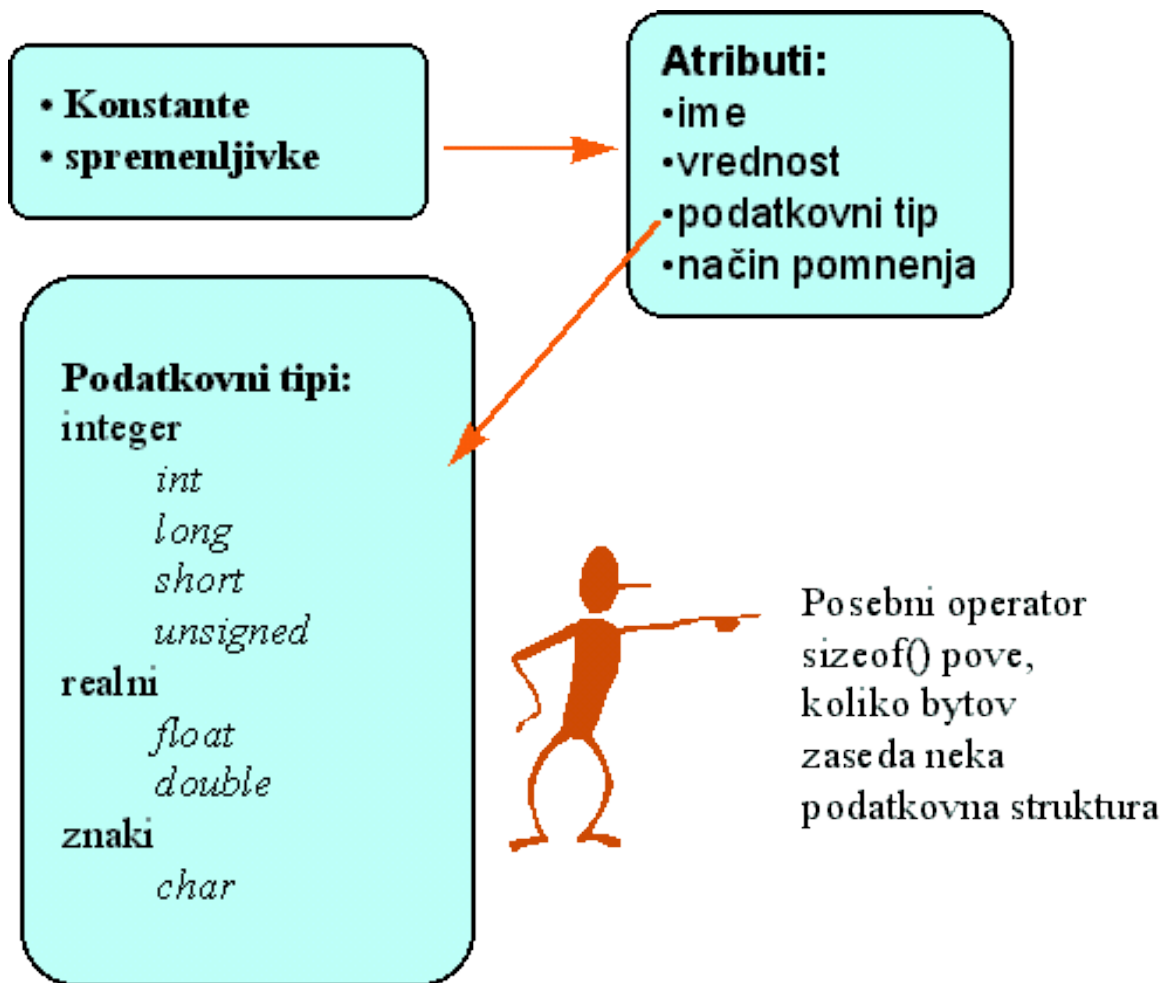 • Konstante
• spremenljivke
Atributi:
•ime
•vrednost
•podatkovni tip
•način pomnenja
Podatkovni tipi:
integer
int
long
short
unsigned
realni
float
double
znaki
char
Posebni operator
sizeof() pove,
koliko bytov
zaseda neka
podatkovna struktura